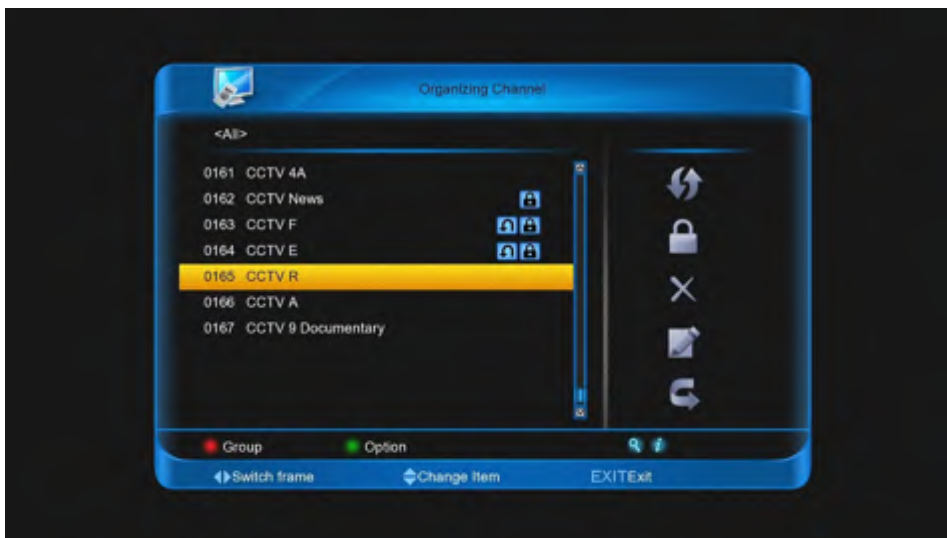 Organizing Channel
<All>
0161 CCTV 4A
0162 CCTV News
0163 CCTV F
0164 CCTV E
0165 CCTV R
0166 CCTV A
0167 CCTV 9 Documentary
Group Option
Switch frame Change Item EXITExit